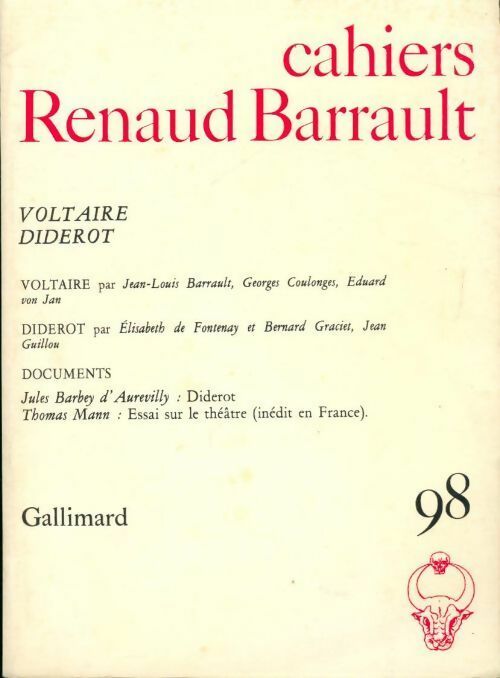 cahiers
Renaud Barrault
VOLTAIRE
DIDEROT
VOLTAIRE par Jean-Louis Barrault, Georges Coulonges, Eduard
von Jan
DIDEROT par Élisabeth de Fontenay et Bernard Graciet, Jean
Guillou
DOCUMENTS
Jules Barbey d'Aurevilly : Diderot
Thomas Mann : Essai sur le théâtre (inédit en France).
Gallimard
98